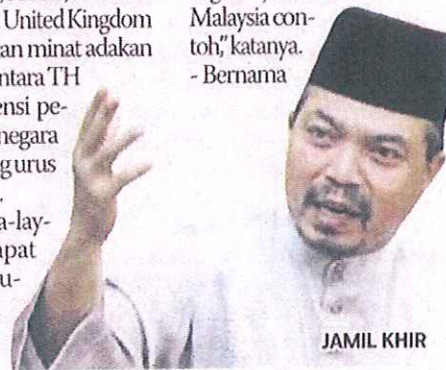 United Kingdom
an minat adakan
ntara TH
ensi pe-
negara
g urus
a-lay-
apat
u-
Malaysia con-
toh," katanya.
- Bernama
JAMIL KHIR